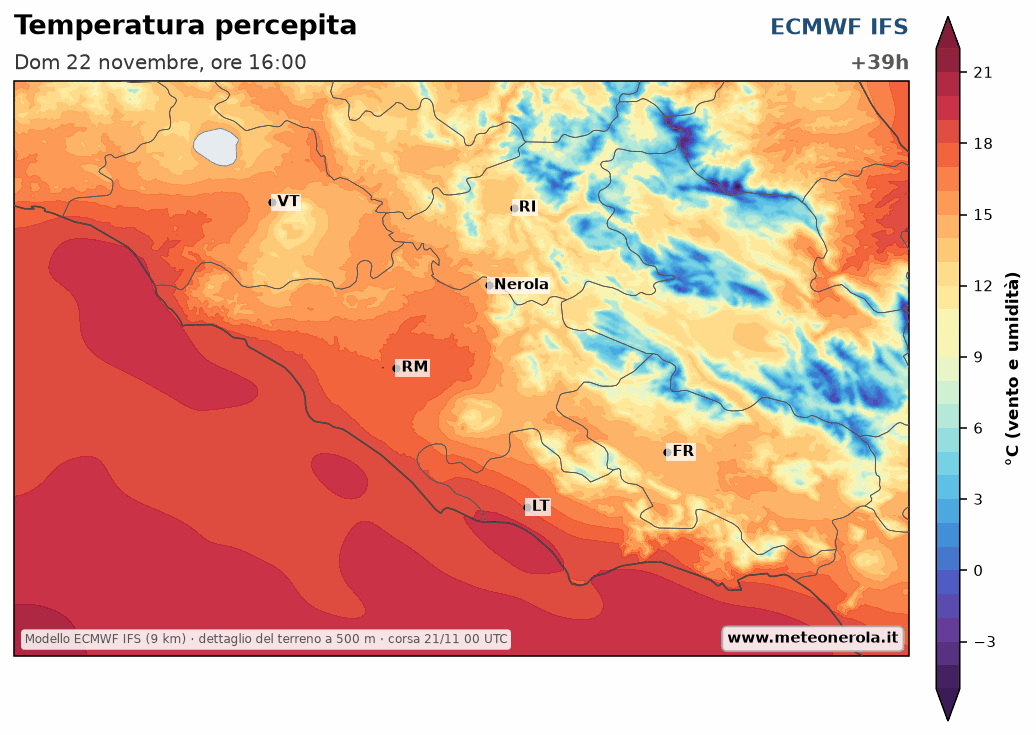 Temperatura percepita
ECMWF IFS
Dom 22 novembre, ore 16:00
+39h
VT
RI
Nerola
RM
FR
LT
Modello ECMWF IFS (9 km) · dettaglio del terreno a 500 m · corsa 21/11 00 UTC
www.meteonerola.it
21
18
15
12
9
6
3
0
−3
°C (vento e umidità)